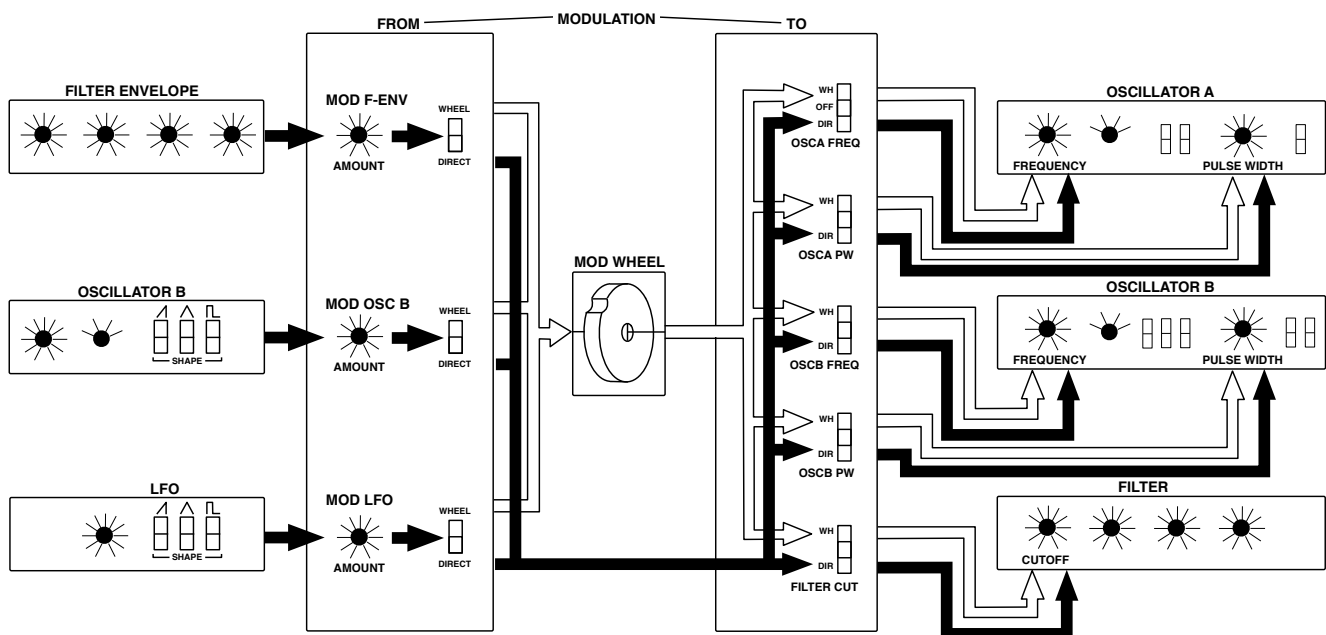 FROM MODULATION TO
FILTER ENVELOPE
MOD F-ENV
WHEEL
AMOUNT
DIRECT
WH
OFF
DIR
OSCA FREQ
OSCILLATOR A
FREQUENCY PULSE WIDTH
WH
DIR
OSCA PW
OSCILLATOR B
SHAPE
MOD OSC B
WHEEL
AMOUNT
DIRECT
MOD WHEEL
WH
DIR
OSCB FREQ
OSCILLATOR B
FREQUENCY PULSE WIDTH
WH
DIR
OSCB PW
LFO
SHAPE
MOD LFO
WHEEL
AMOUNT
DIRECT
WH
DIR
FILTER CUT
FILTER
CUTOFF